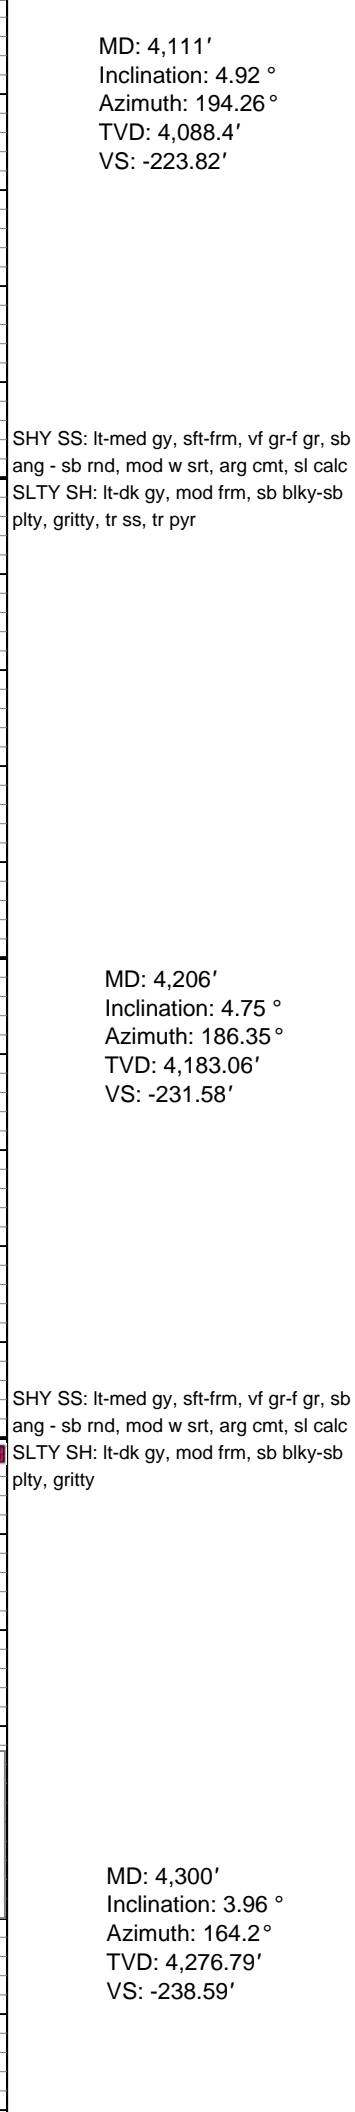 MD: 4,111′
Inclination: 4.92 °
Azimuth: 194.26°
TVD: 4,088.4′
VS: -223.82′
SHY SS: lt-med gy, sft-frm, vf gr-f gr, sb
ang - sb rnd, mod w srt, arg cmt, sl calc
SLTY SH: lt-dk gy, mod frm, sb blky-sb
plty, gritty, tr ss, tr pyr
MD: 4,206′
Inclination: 4.75 °
Azimuth: 186.35°
TVD: 4,183.06′
VS: -231.58′
SHY SS: lt-med gy, sft-frm, vf gr-f gr, sb
ang - sb rnd, mod w srt, arg cmt, sl calc
SLTY SH: lt-dk gy, mod frm, sb blky-sb
plty, gritty
MD: 4,300′
Inclination: 3.96 °
Azimuth: 164.2°
TVD: 4,276.79′
VS: -238.59′